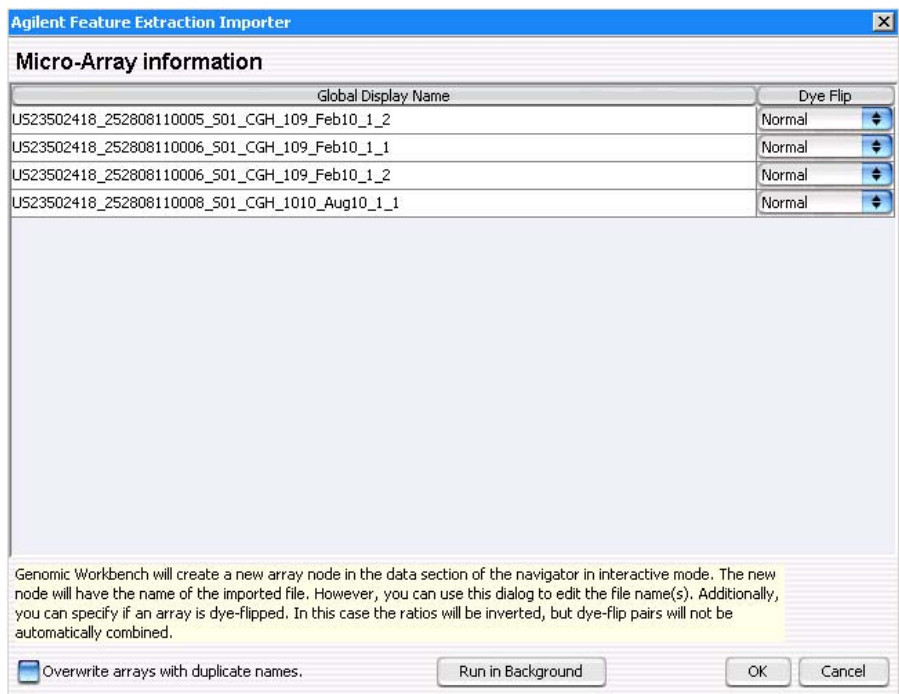 Agilent Feature Extraction Importer
Micro-Array information
Global Display Name Dye Flip
US23502418_252808110005_S01_CGH_109_Feb10_1_2 Normal
US23502418_252808110006_S01_CGH_109_Feb10_1_1 Normal
US23502418_252808110006_S01_CGH_109_Feb10_1_2 Normal
US23502418_252808110008_S01_CGH_1010_Aug10_1_1 Normal
Genomic Workbench will create a new array node in the data section of the navigator in interactive mode. The new
node will have the name of the imported file. However, you can use this dialog to edit the file name(s). Additionally,
you can specify if an array is dye-flipped. In this case the ratios will be inverted, but dye-flip pairs will not be
automatically combined.
Overwrite arrays with duplicate names. Run in Background OK Cancel